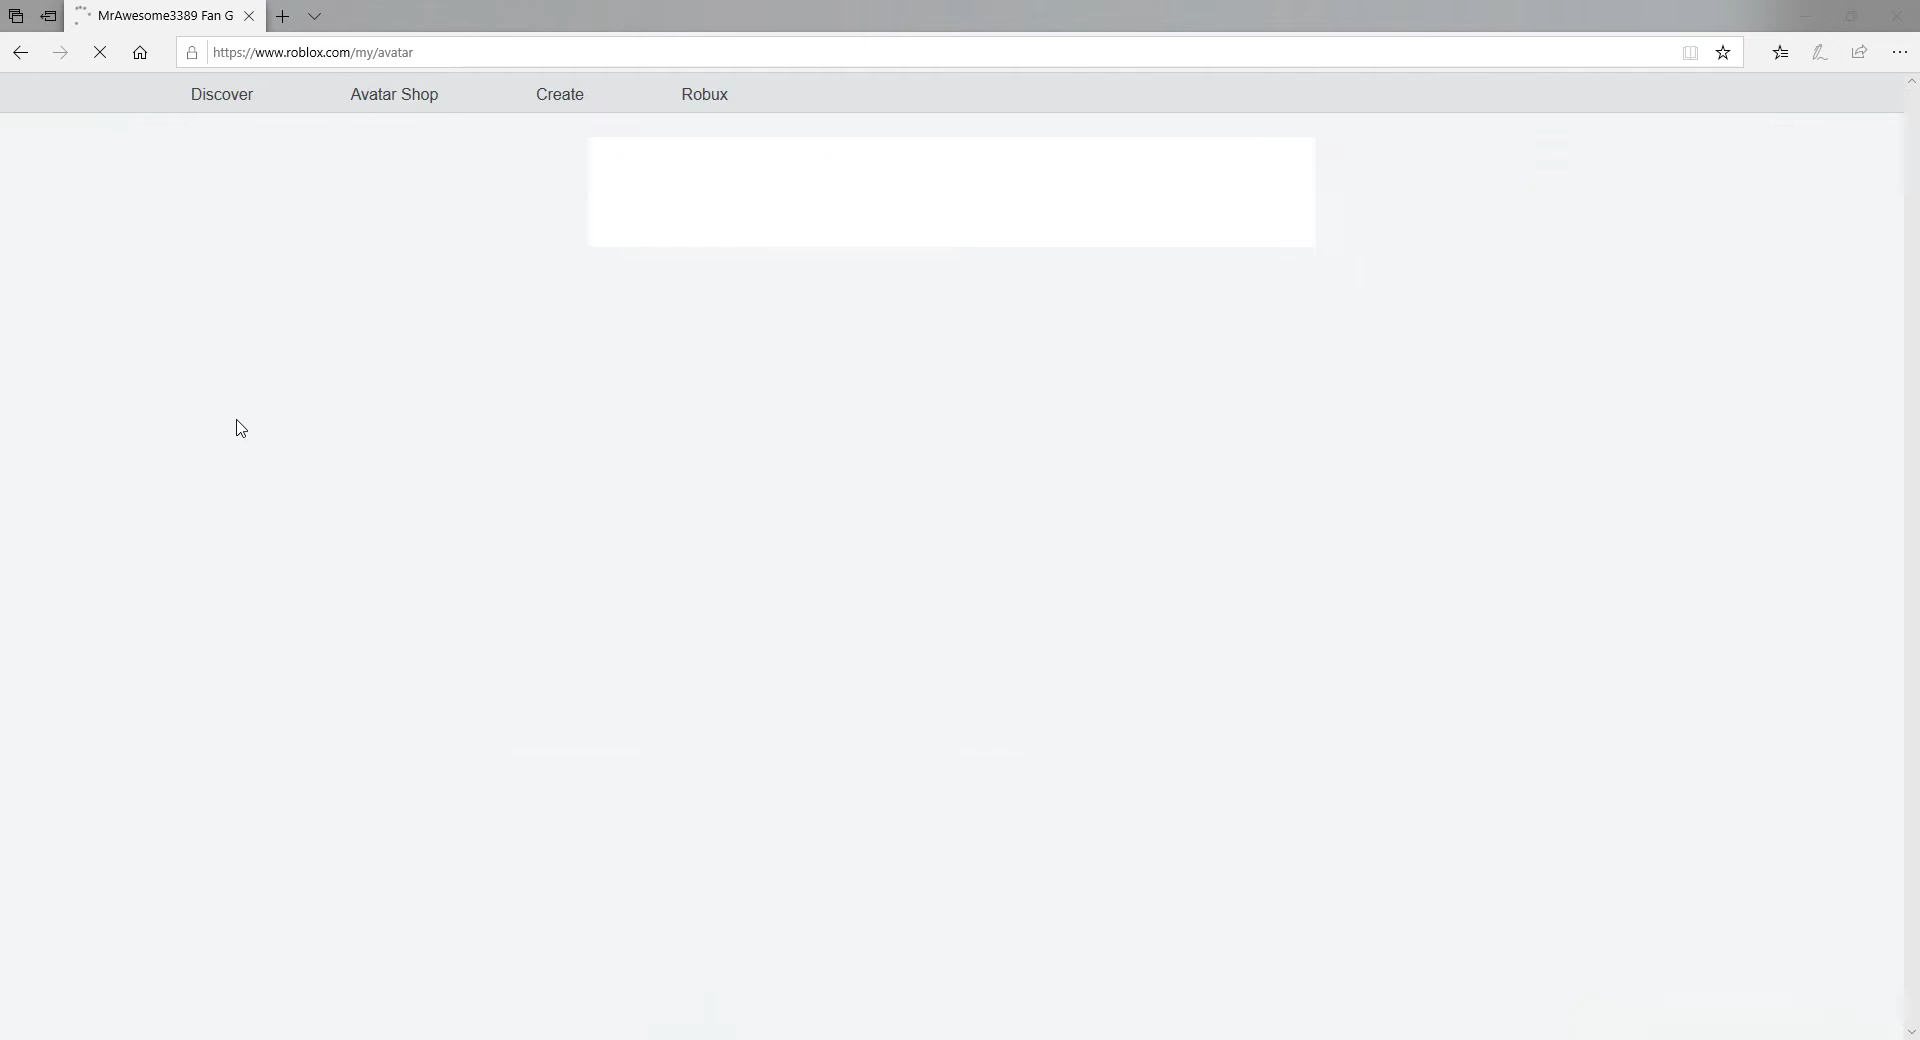 MrAwesome3389 Fan G
https://www.roblox.com/my/avatar
Discover Avatar Shop Create Robux